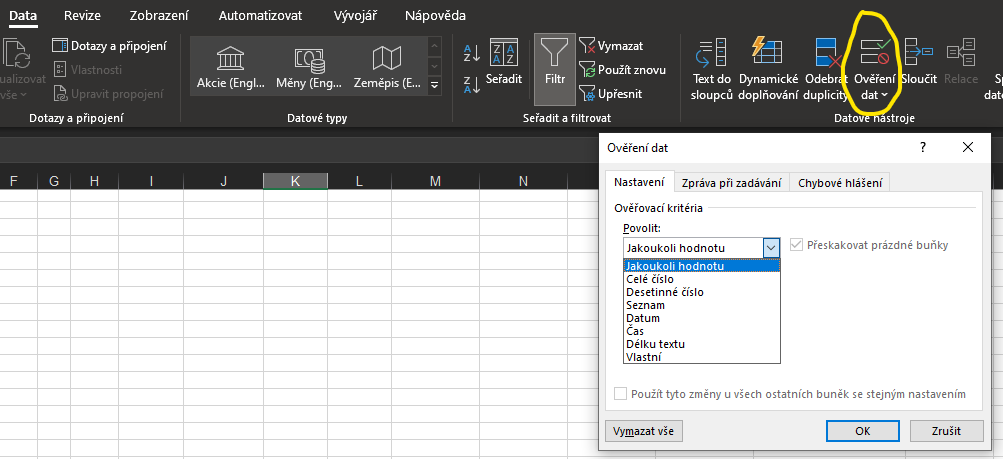 Data Revize Zobrazení Automatizovat Vývojář Nápověda
Dotazy a připojení
Vlastnosti
Upravit propojení
vše
Dotazy a připojení
Akcie (Engl... Měny (Eng... Zeměpis (E...
Datové typy
Seřadit
Filtr
Vymazat
Použít znovu
Upřesnit
Seřadit a filtrovat
Text do
sloupců
Dynamické
doplňování
Odebrat
duplicity
Ověření
dat
Sloučit
Relace
Datové nástroje
F G H I J K L M N
Ověření dat ?
Nastavení Zpráva při zadávání Chybové hlášení
Ověřovací kritéria
Povolit:
Jakoukoli hodnotu
Přeskakovat prázdné buňky
Jakoukoli hodnotu
Celé číslo
Desetinné číslo
Seznam
Datum
Čas
Délku textu
Vlastní
Použít tyto změny u všech ostatních buněk se stejným nastavením
Vymazat vše OK Zrušit